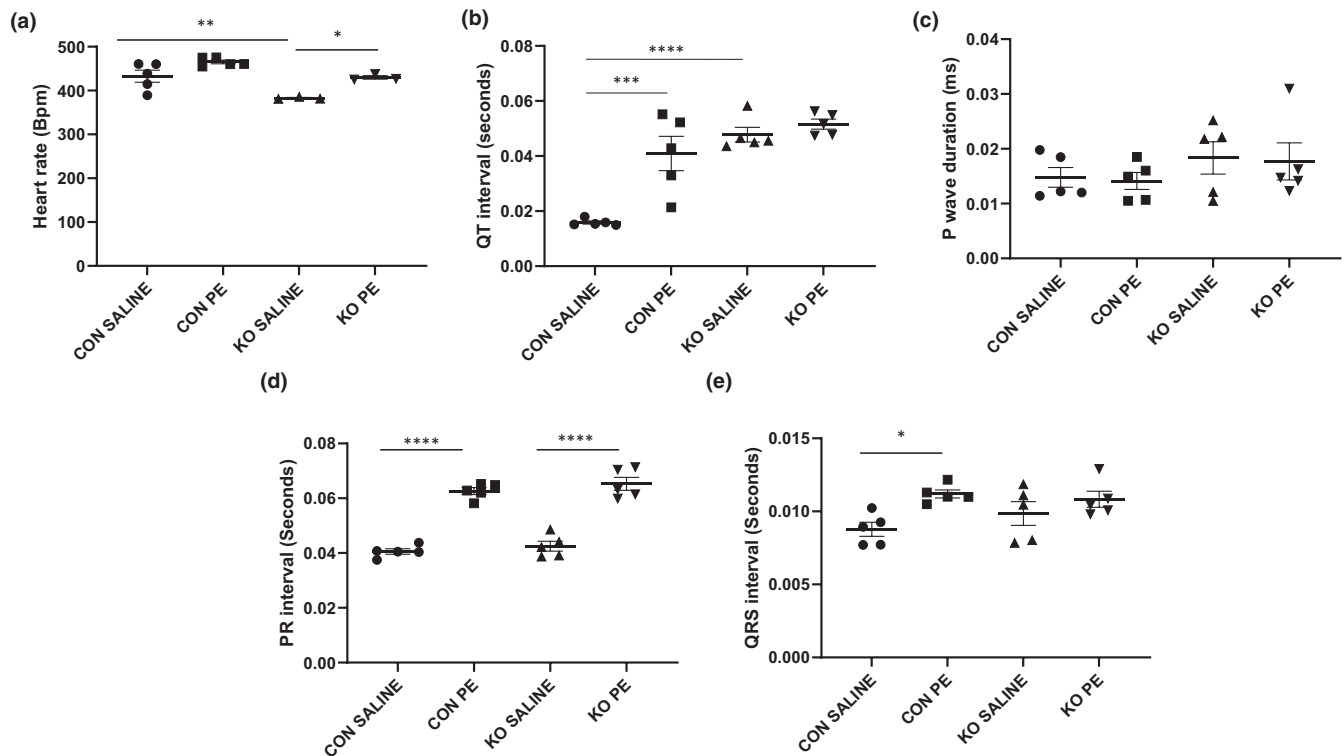 (a)
**
*
500
400
300
200
100
0
Heart rate (Bpm)
CON SALINE
CON PE
KO SALINE
KO PE
(b)
****
***
0.08
0.06
0.04
0.02
0.00
QT interval (seconds)
CON SALINE
CON PE
KO SALINE
KO PE
(c)
0.04
0.03
0.02
0.01
0.00
P wave duration (ms)
CON SALINE
CON PE
KO SALINE
KO PE
(d)
****
****
0.08
0.06
0.04
0.02
0.00
PR interval (Seconds)
CON SALINE
CON PE
KO SALINE
KO PE
(e)
*
0.015
0.010
0.005
0.000
QRS interval (Seconds)
CON SALINE
CON PE
KO SALINE
KO PE